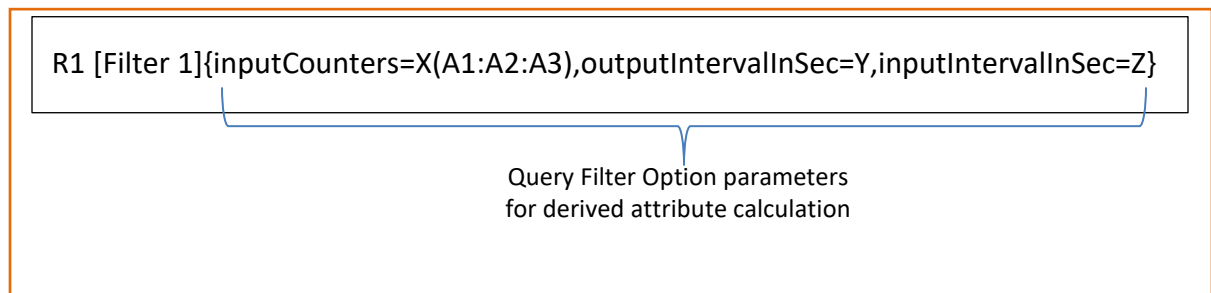 R1 [Filter 1]{inputCounters=X(A1:A2:A3),outputIntervalInSec=Y,inputIntervalInSec=Z}
Query Filter Option parameters
for derived attribute calculation